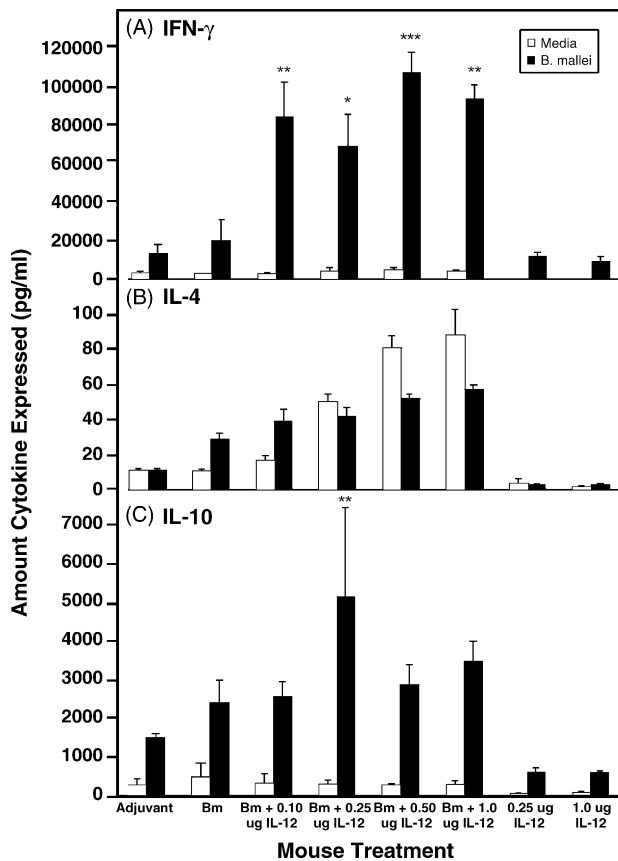 (A) IFN-γ
Media
B. mallei
120000
100000
80000
60000
40000
20000
0
** * *** **
(B) IL-4
100
80
60
40
20
0
(C) IL-10
7000
6000
5000
4000
3000
2000
1000
0
**
Amount Cytokine Expressed (pg/ml)
Adjuvant Bm Bm + 0.10 Bm + 0.25 Bm + 0.50 Bm + 1.0 0.25 ug 1.0 ug
ug IL-12 ug IL-12 ug IL-12 ug IL-12 IL-12 IL-12
Mouse Treatment